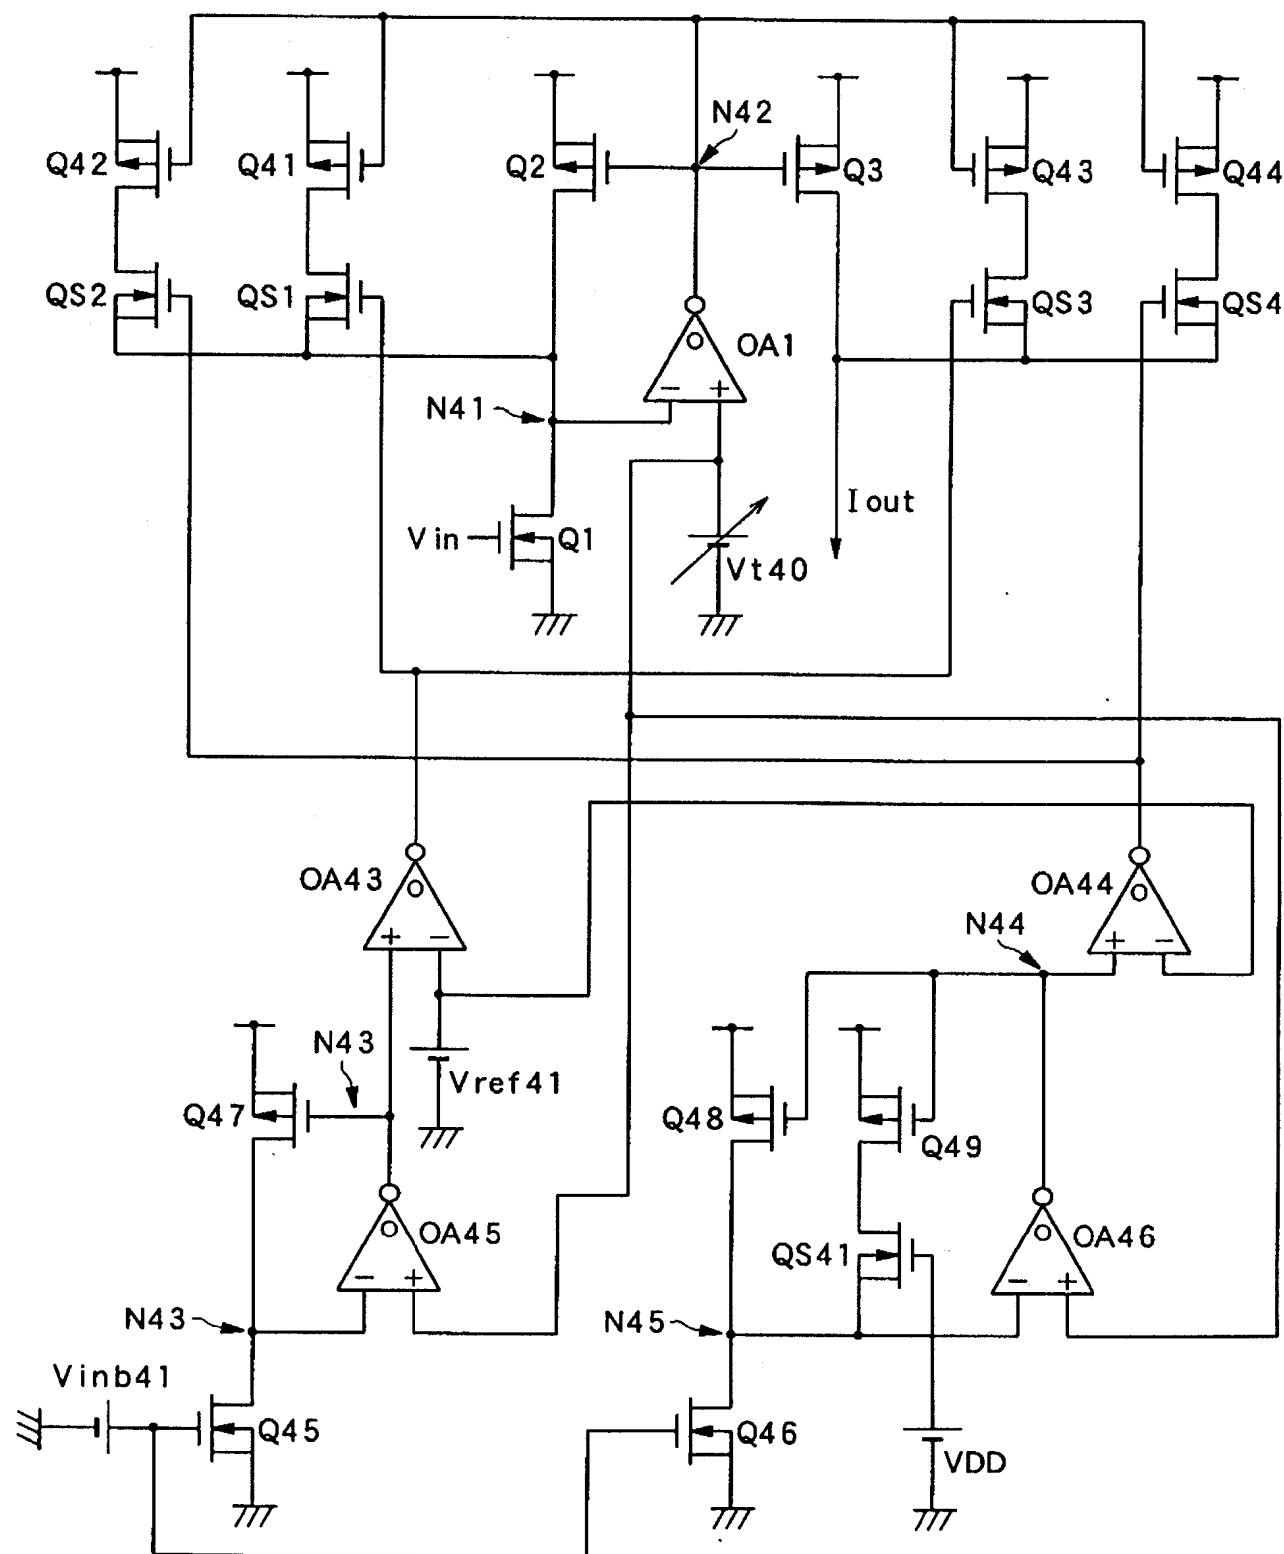 N42
Q42
Q41
Q2
Q3
Q43
Q44
QS2
QS1
QS3
QS4
O
OA1
N41
- +
Iout
Vin
Q1
Vt40
OA43
O
+ -
OA44
O
+ -
N44
N43
Vref41
Q47
Q48
Q49
O
OA45
- +
QS41
O
OA46
- +
N43
N45
Vinb41
Q45
Q46
VDD